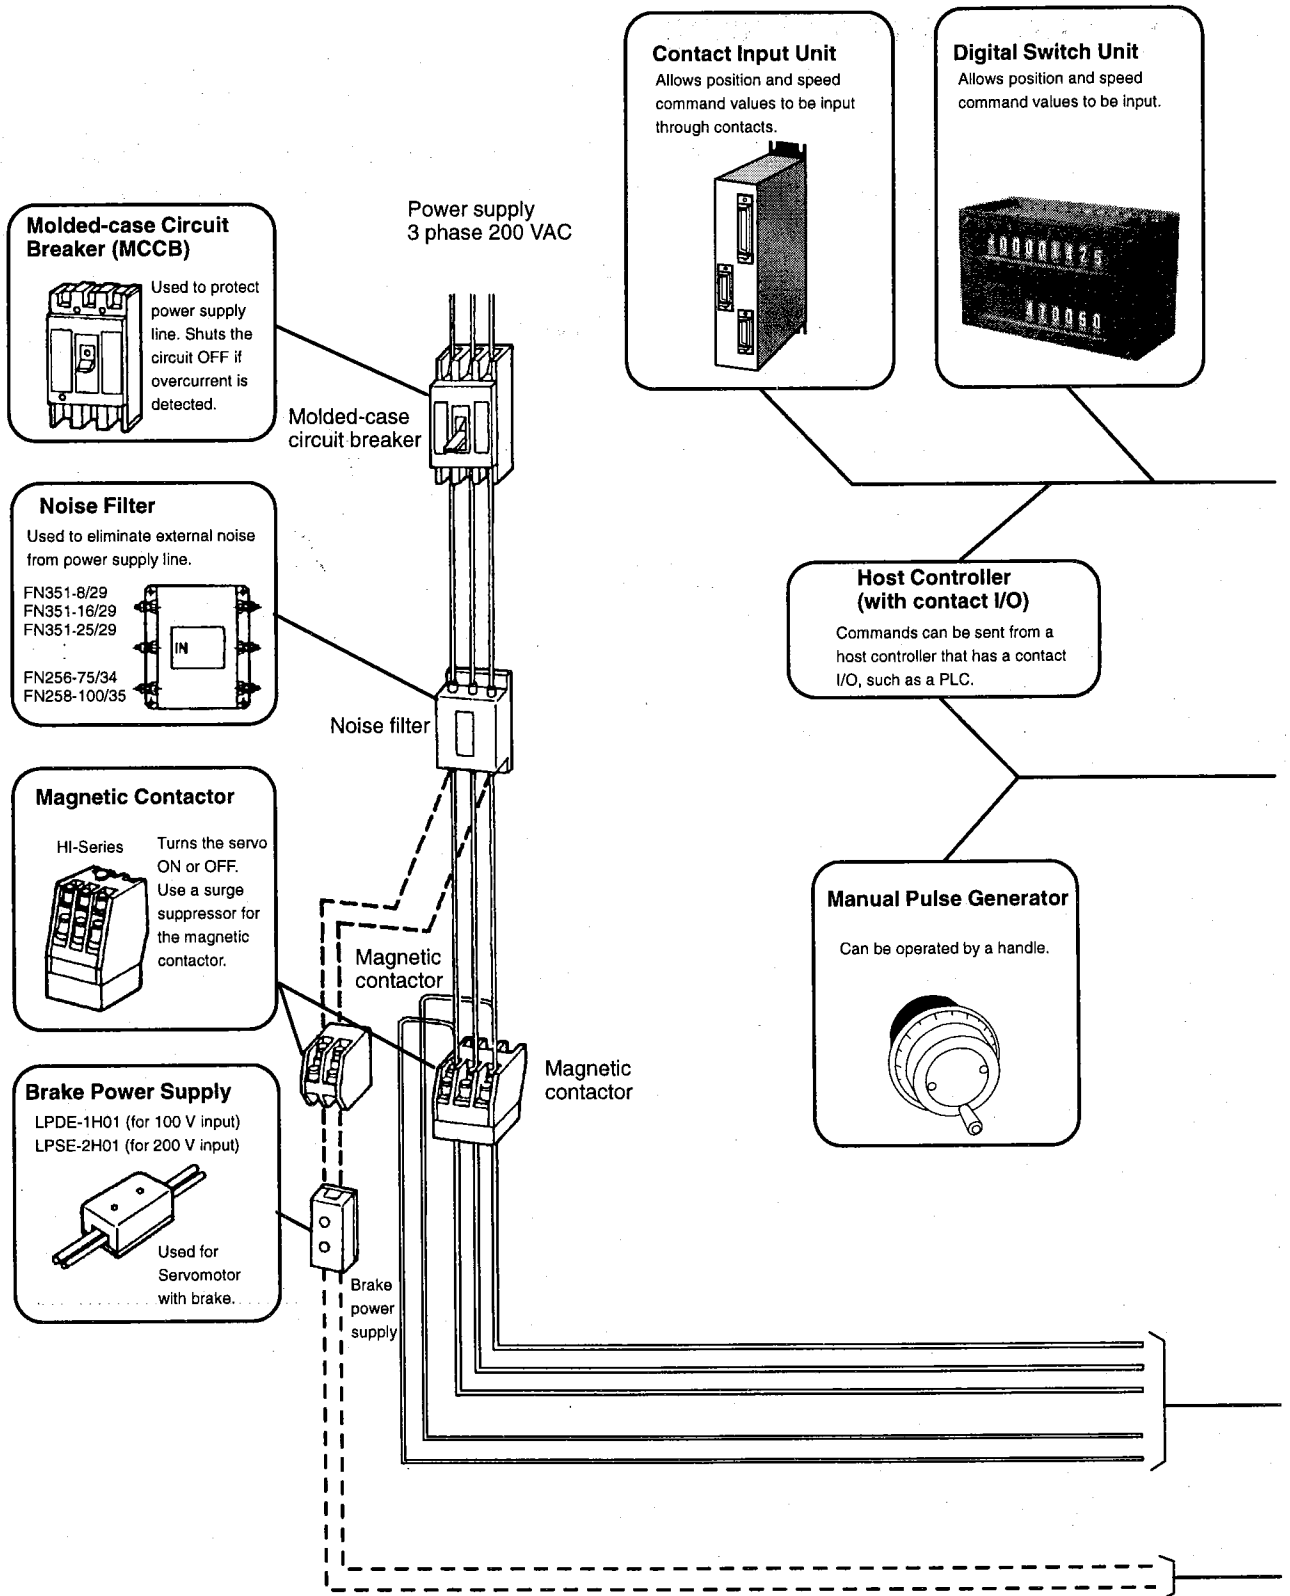 Contact Input Unit
Allows position and speed
command values to be input
through contacts.
Digital Switch Unit
Allows position and speed
command values to be input.
Power supply
3 phase 200 VAC
Molded-case Circuit
Breaker (MCCB)
Used to protect
power supply
line. Shuts the
circuit OFF if
overcurrent is
detected.
Molded-case
circuit breaker
Noise Filter
Used to eliminate external noise
from power supply line.
FN351-8/29
FN351-16/29
FN351-25/29
FN256-75/34
FN258-100/35
IN
Noise filter
Host Controller
(with contact I/O)
Commands can be sent from a
host controller that has a contact
I/O, such as a PLC.
Magnetic Contactor
HI-Series
Turns the servo
ON or OFF.
Use a surge
suppressor for
the magnetic
contactor.
Magnetic
contactor
Magnetic
contactor
Manual Pulse Generator
Can be operated by a handle.
Brake Power Supply
LPDE-1H01 (for 100 V input)
LPSE-2H01 (for 200 V input)
Used for
Servomotor
with brake.
Brake
power
supply